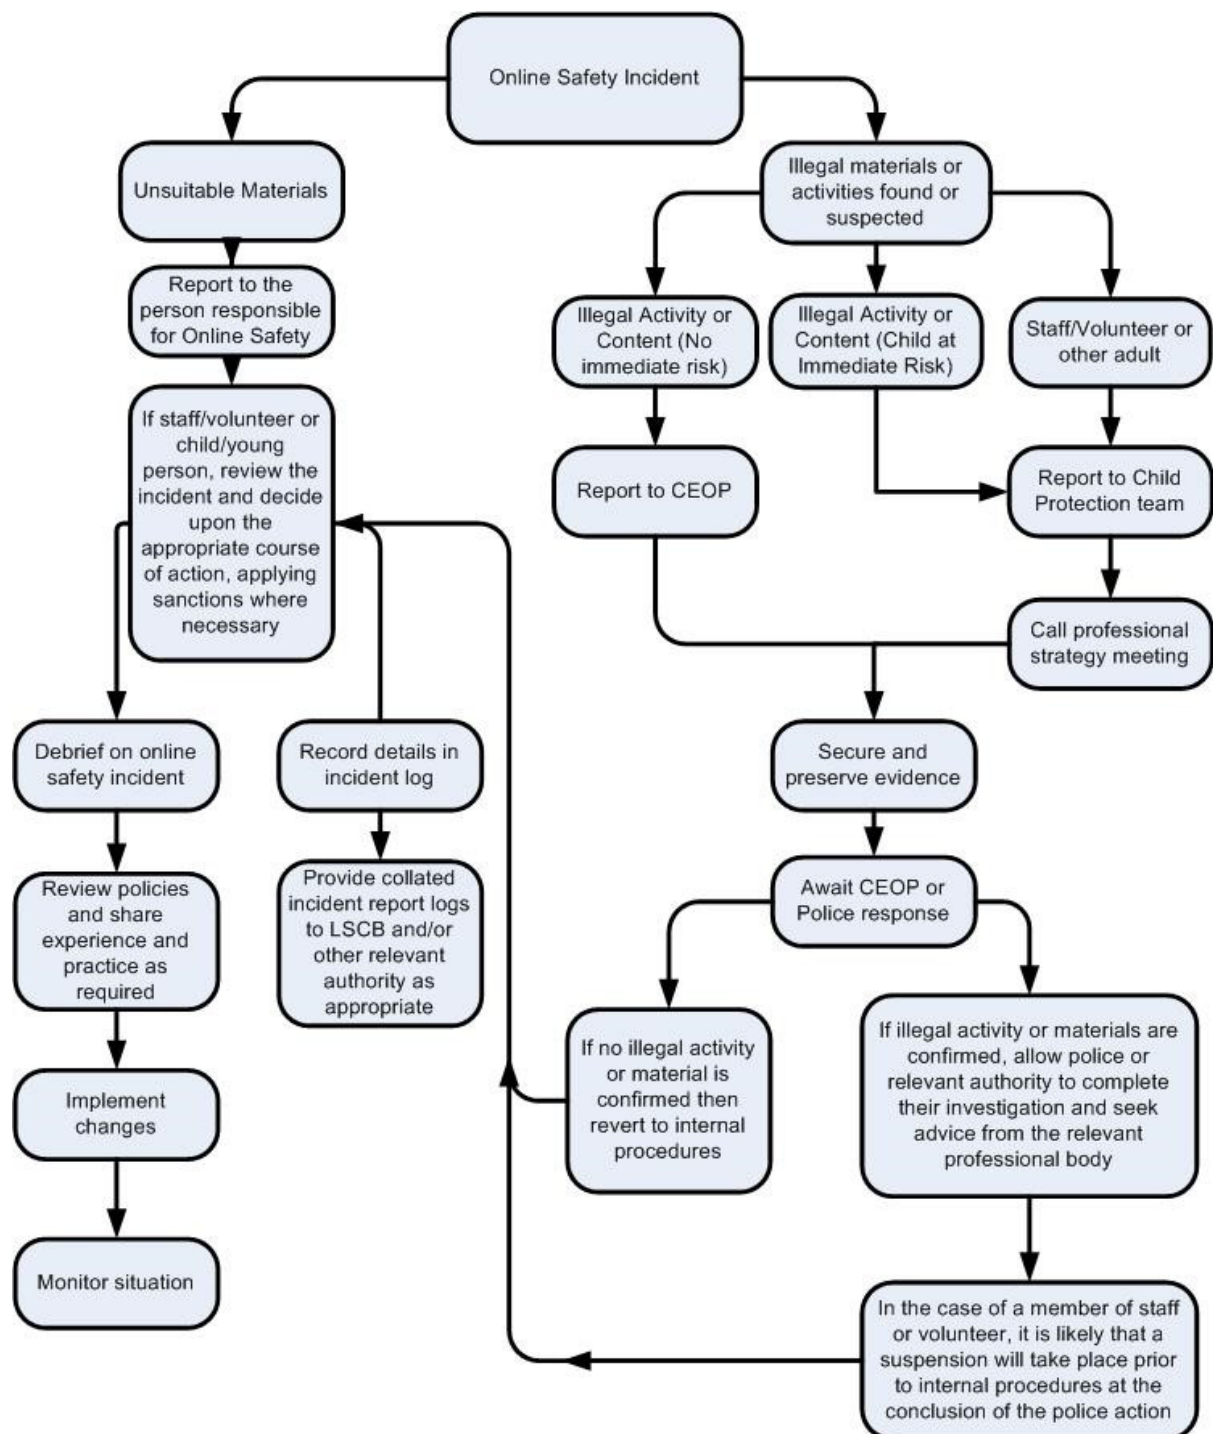 Online Safety Incident
Unsuitable Materials
Illegal materials or
activities found or
suspected
Report to the
person responsible
for Online Safety
Illegal Activity or
Content (No
immediate risk)
Illegal Activity or
Content (Child at
Immediate Risk)
Staff/Volunteer or
other adult
If staff/volunteer or
child/young
person, review the
incident and decide
upon the
appropriate course
of action, applying
sanctions where
necessary
Report to CEOP
Report to Child
Protection team
Call professional
strategy meeting
Debrief on online
safety incident
Record details in
incident log
Secure and
preserve evidence
Review policies
and share
experience and
practice as
required
Provide collated
incident report logs
to LSCB and/or
other relevant
authority as
appropriate
Await CEOP or
Police response
If no illegal activity
or material is
confirmed then
revert to internal
procedures
If illegal activity or materials are
confirmed, allow police or
relevant authority to complete
their investigation and seek
advice from the relevant
professional body
Implement
changes
Monitor situation
In the case of a member of staff
or volunteer, it is likely that a
suspension will take place prior
to internal procedures at the
conclusion of the police action